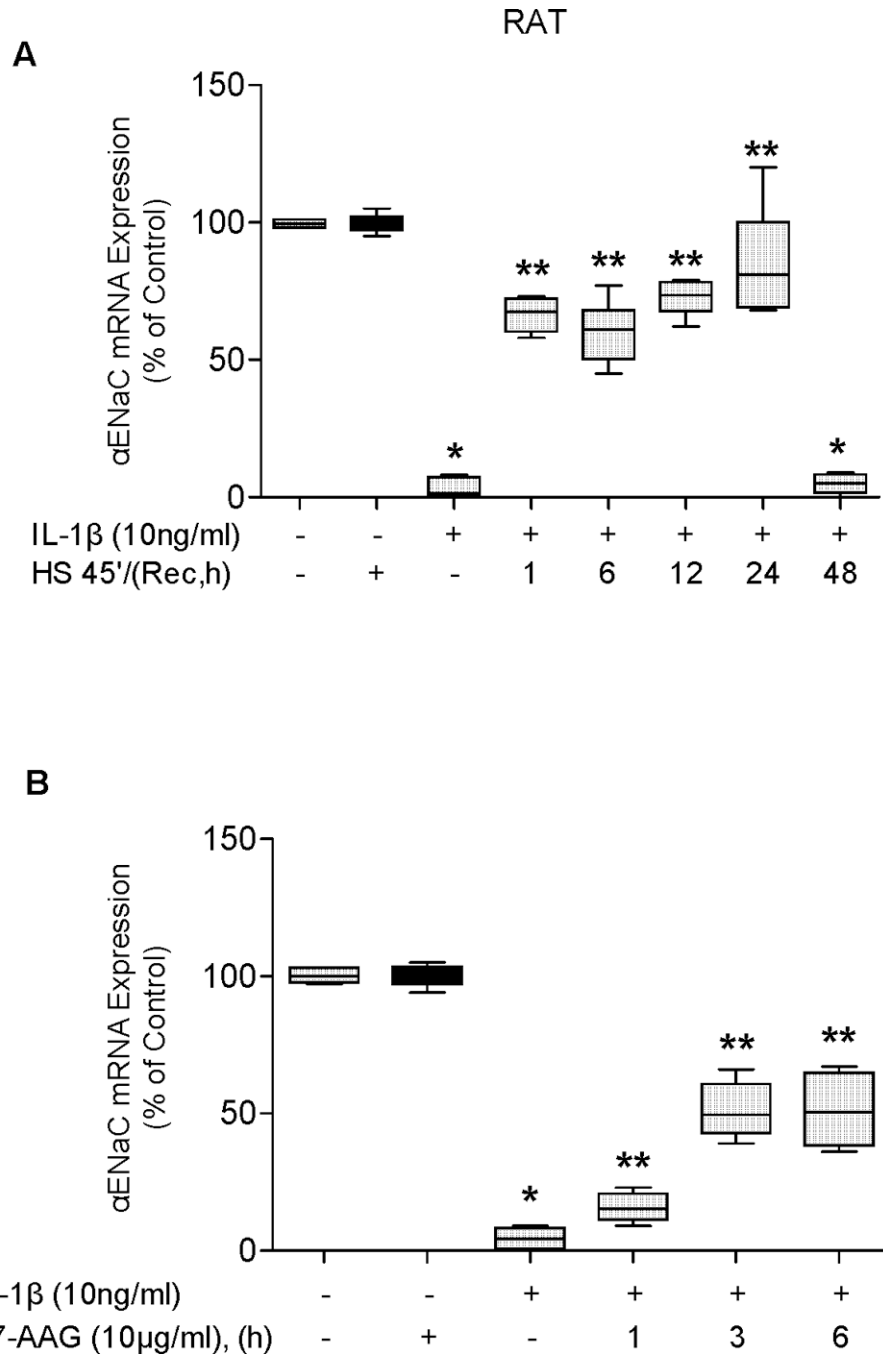 RAT
A
αENaC mRNA Expression
(% of Control)
150
100
50
0
* ** ** ** ** *
IL-1β (10ng/ml) - - + + + + + +
HS 45'/(Rec,h) - + - 1 6 12 24 48
B
αENaC mRNA Expression
(% of Control)
150
100
50
0
* ** ** **
-1β (10ng/ml) - - + + + +
7-AAG (10µg/ml), (h) - + - 1 3 6